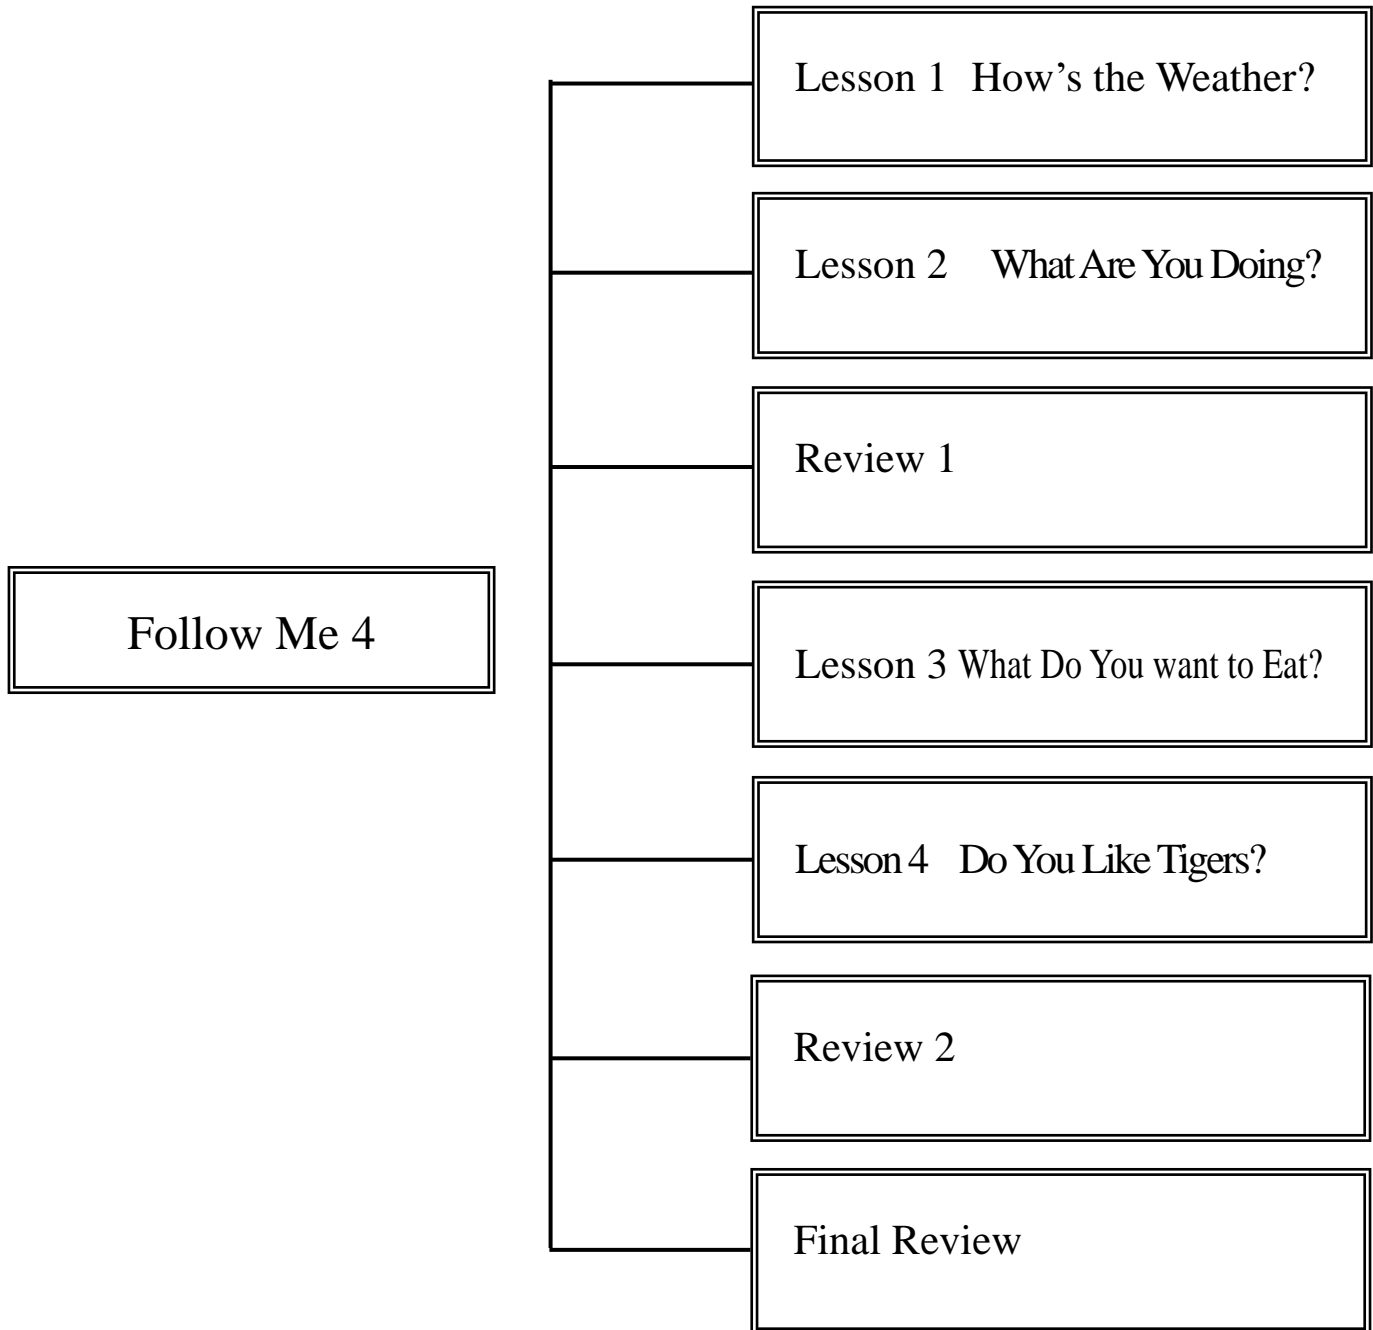 Lesson 1 How's the Weather?
Lesson 2 What Are You Doing?
Review 1
Follow Me 4
Lesson 3 What Do You want to Eat?
Lesson 4 Do You Like Tigers?
Review 2
Final Review